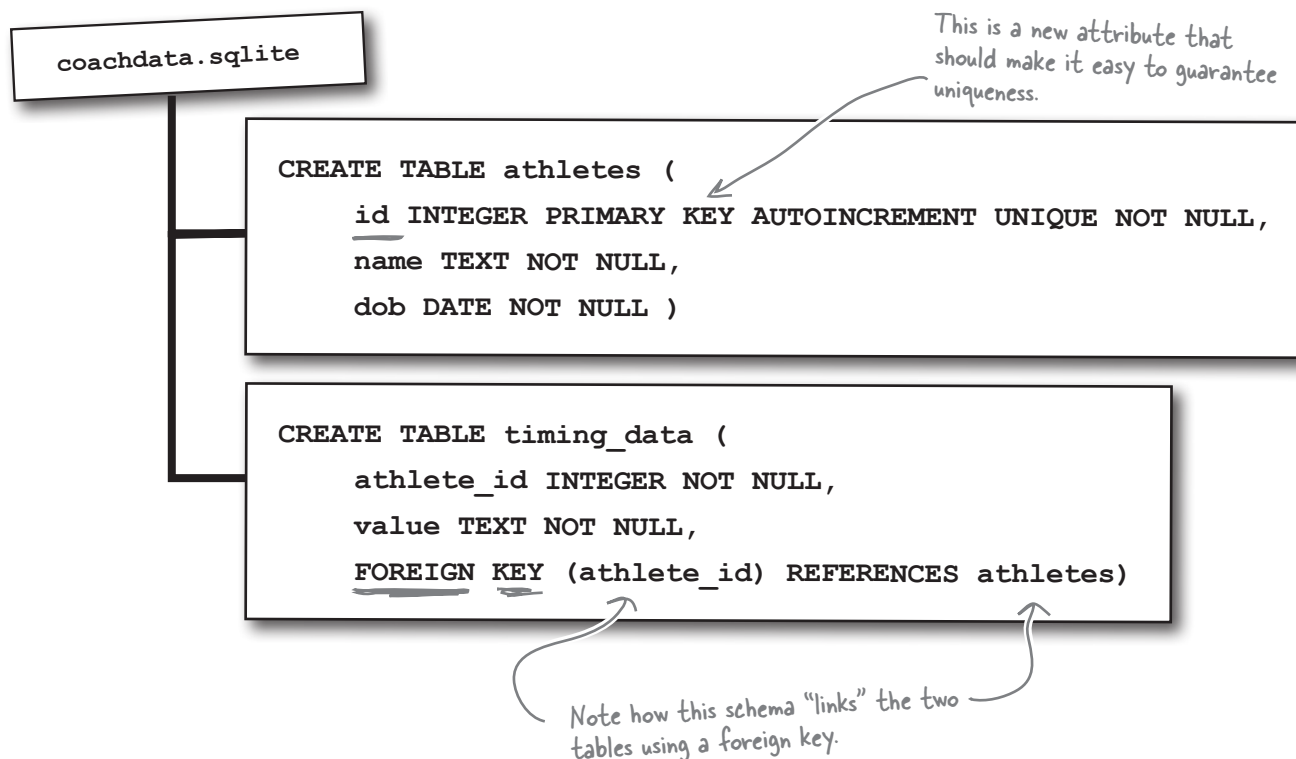 coachdata.sqlite
This is a new attribute that
should make it easy to guarantee
uniqueness.
CREATE TABLE athletes (
id INTEGER PRIMARY KEY AUTOINCREMENT UNIQUE NOT NULL,
name TEXT NOT NULL,
dob DATE NOT NULL )
CREATE TABLE timing_data (
athlete_id INTEGER NOT NULL,
value TEXT NOT NULL,
FOREIGN KEY (athlete_id) REFERENCES athletes)
Note how this schema “links” the two
tables using a foreign key.